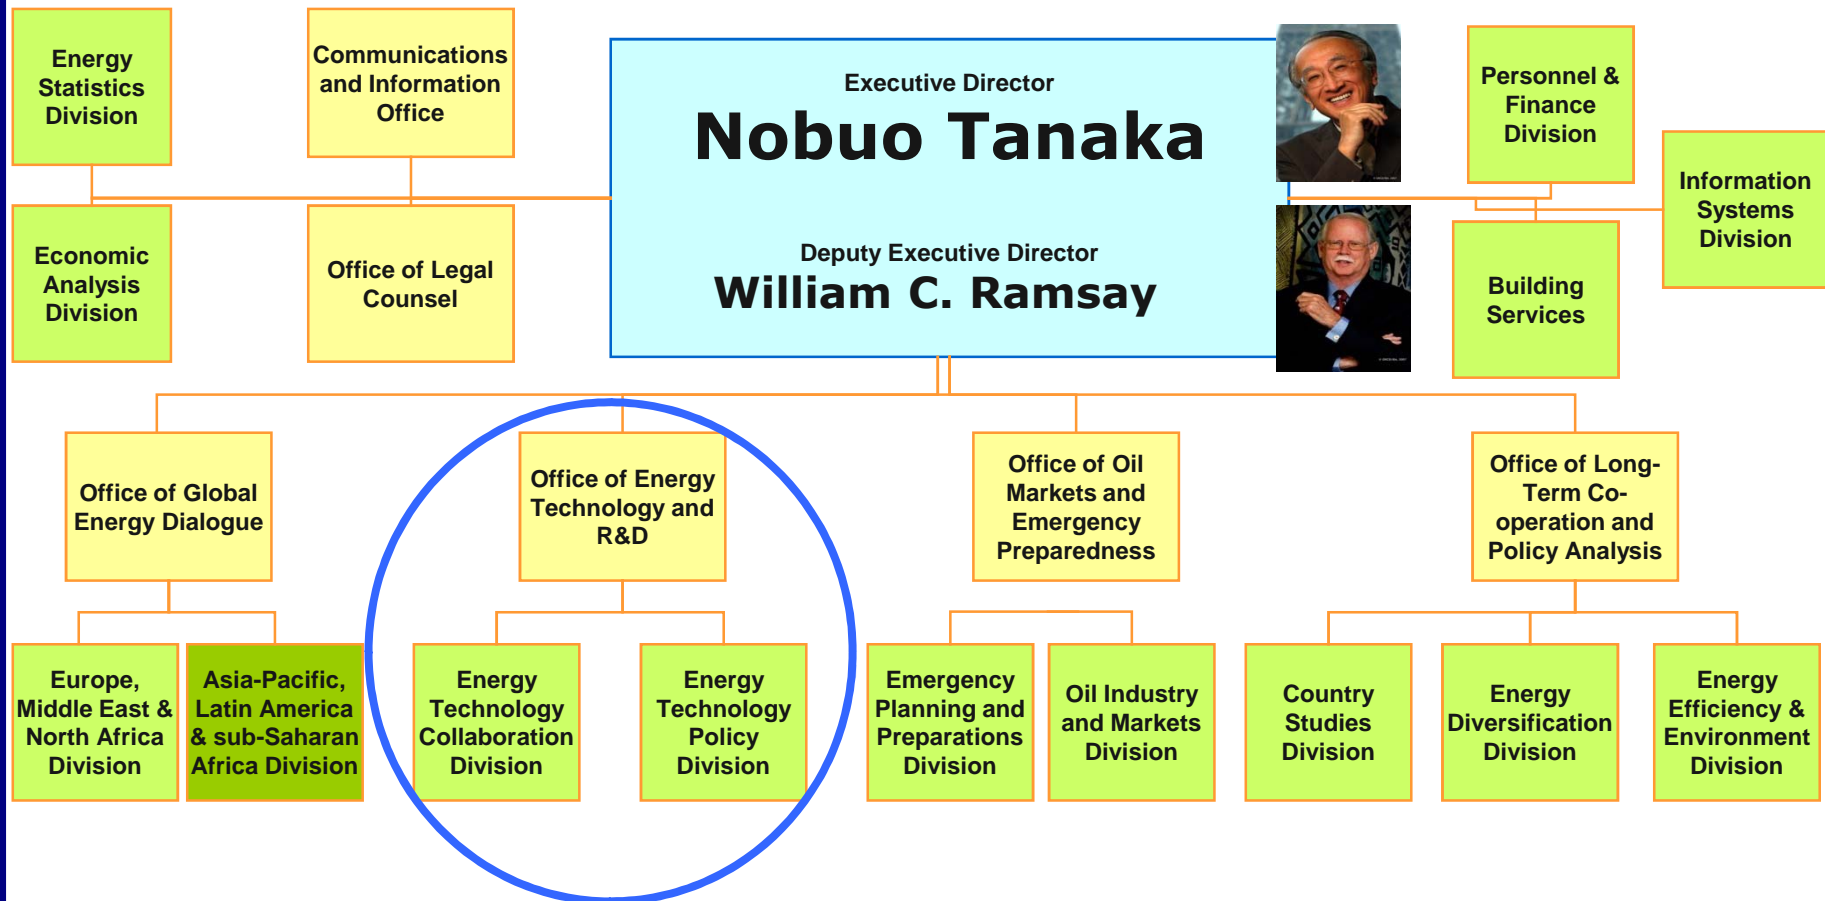 Energy
Statistics
Division
Communications
and Information
Office
Executive Director
Nobuo Tanaka
Personnel &
Finance
Division
Information
Systems
Division
Economic
Analysis
Division
Office of Legal
Counsel
Deputy Executive Director
William C. Ramsay
Building
Services
Office of Global
Energy Dialogue
Office of Energy
Technology and
R&D
Office of Oil
Markets and
Emergency
Preparedness
Office of Long-
Term Co-
operation and
Policy Analysis
Europe,
Middle East &
North Africa
Division
Asia-Pacific,
Latin America
& sub-Saharan
Africa Division
Energy
Technology
Collaboration
Division
Energy
Technology
Policy
Division
Emergency
Planning and
Preparations
Division
Oil Industry
and Markets
Division
Country
Studies
Division
Energy
Diversification
Division
Energy
Efficiency &
Environment
Division